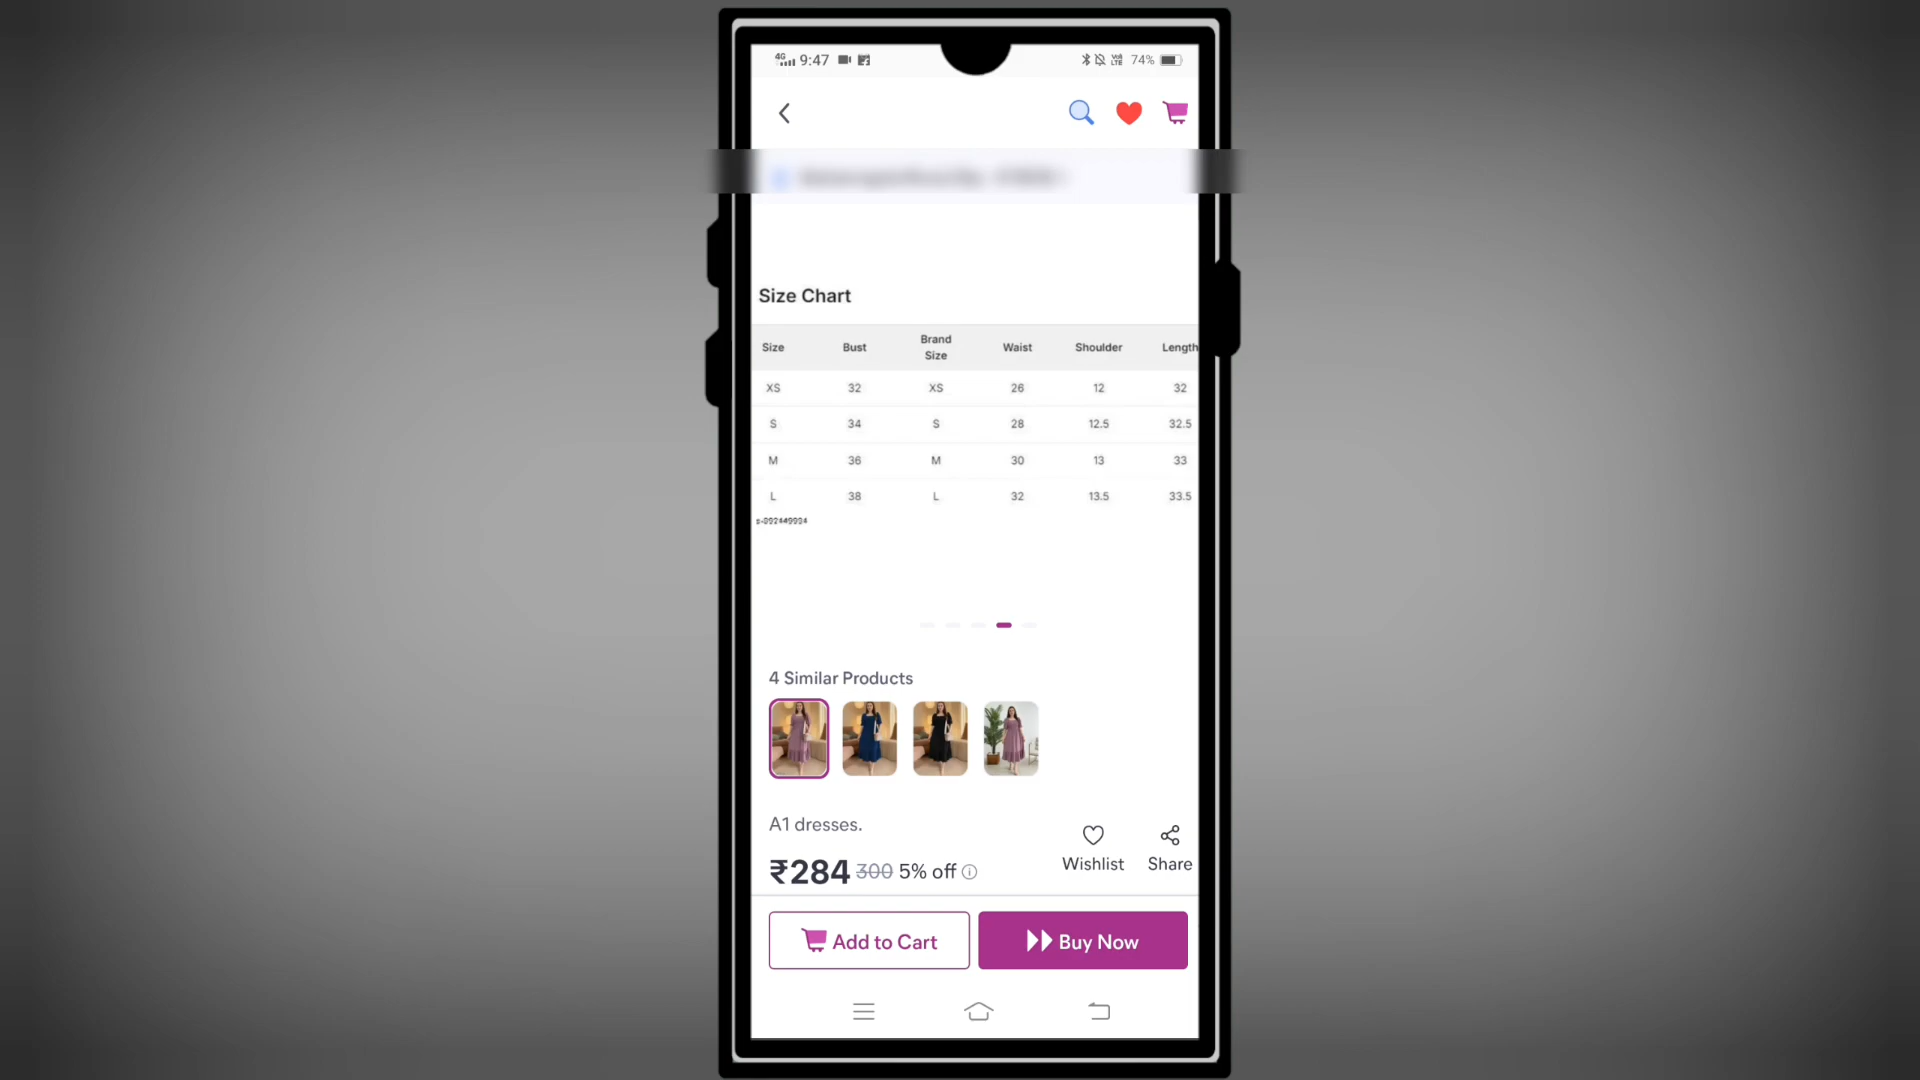 4G 9:47 74%
Size Chart
Size Bust Brand Size Waist Shoulder Length
XS 32 XS 26 12 32
S 34 S 28 12.5 32.5
M 36 M 30 13 33
L 38 L 32 13.5 33.5
4 Similar Products
A1 dresses.
Wishlist Share
₹284 300 5% off
Add to Cart Buy Now